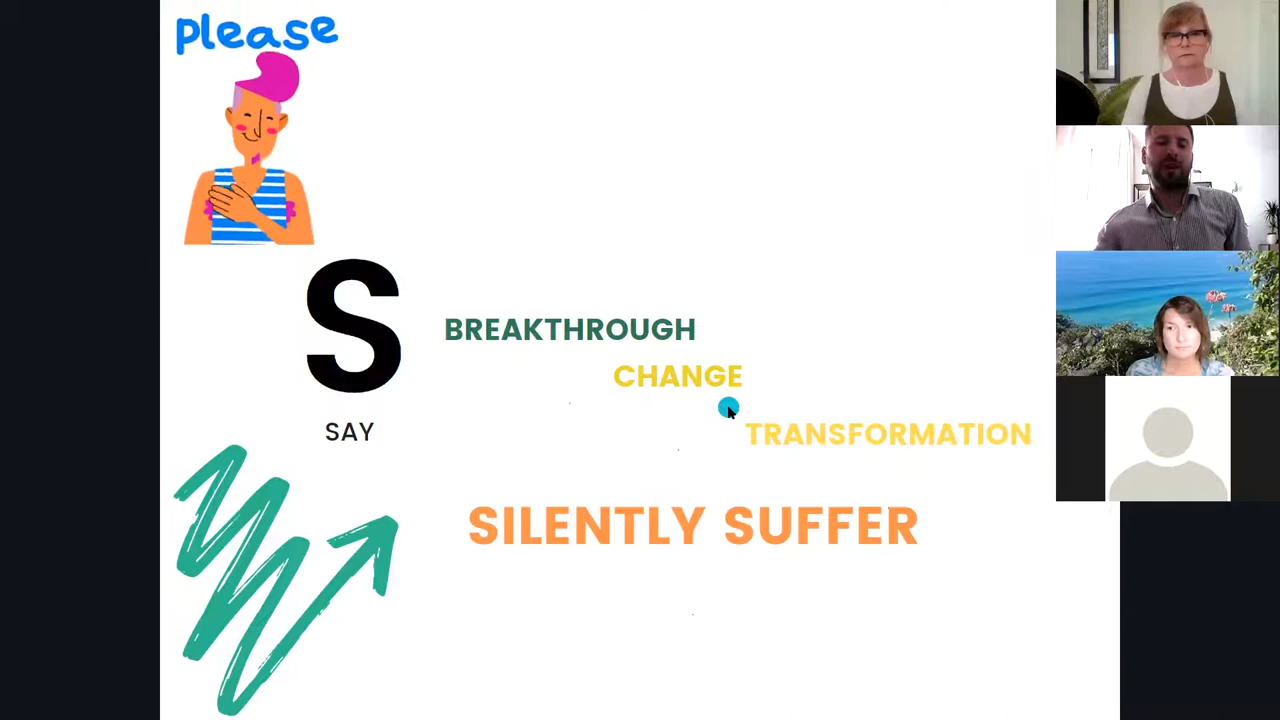 please
S
BREAKTHROUGH
CHANGE
SAY
TRANSFORMATION
SILENTLY SUFFER